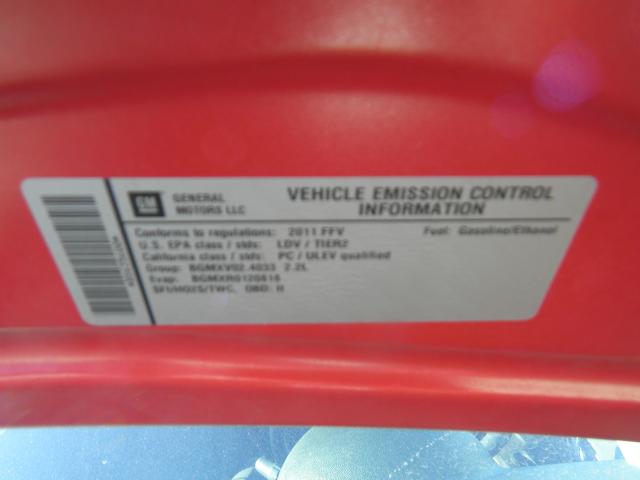 GM GENERAL MOTORS LLC
VEHICLE EMISSION CONTROL INFORMATION
Conforms to regulations: 2011 FFV Fuel: Gasoline/Ethanol
U.S. EPA class / stds: LDV / TIER2
California class / stds: PC / ULEV qualified
Group: BGMXV02.4033 2.2L
Evap: BGMXR0120816
SFI/HO2S/TWC, OBD: II